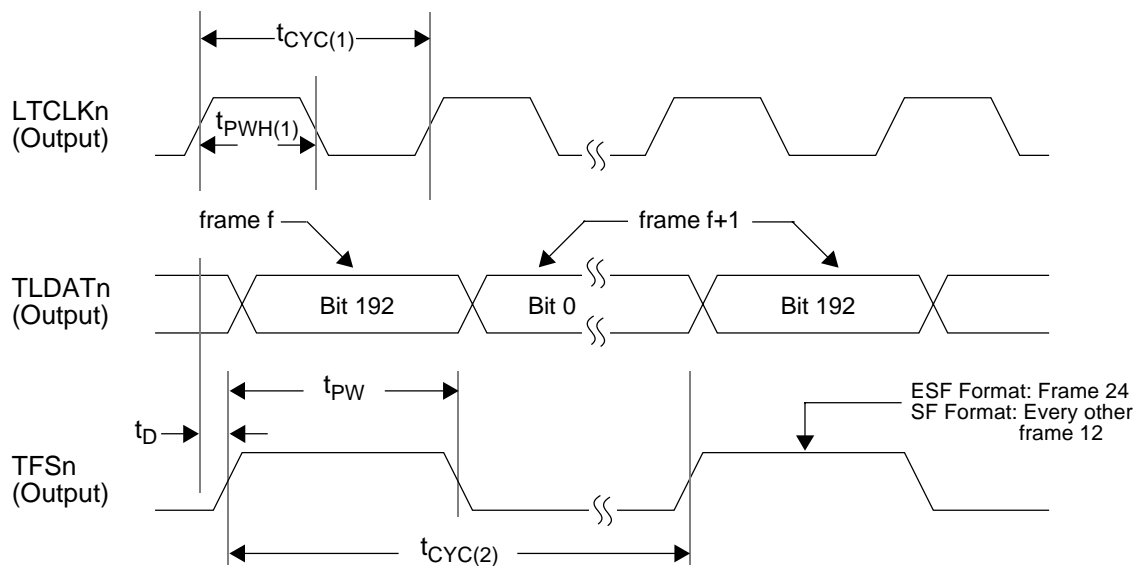 tCYC(1)
LTCLKn
(Output)
tPWH(1)
frame f
frame f+1
TLDATn
(Output)
Bit 192
Bit 0
Bit 192
tPW
ESF Format: Frame 24
SF Format: Every other
frame 12
tD
TFSn
(Output)
tCYC(2)